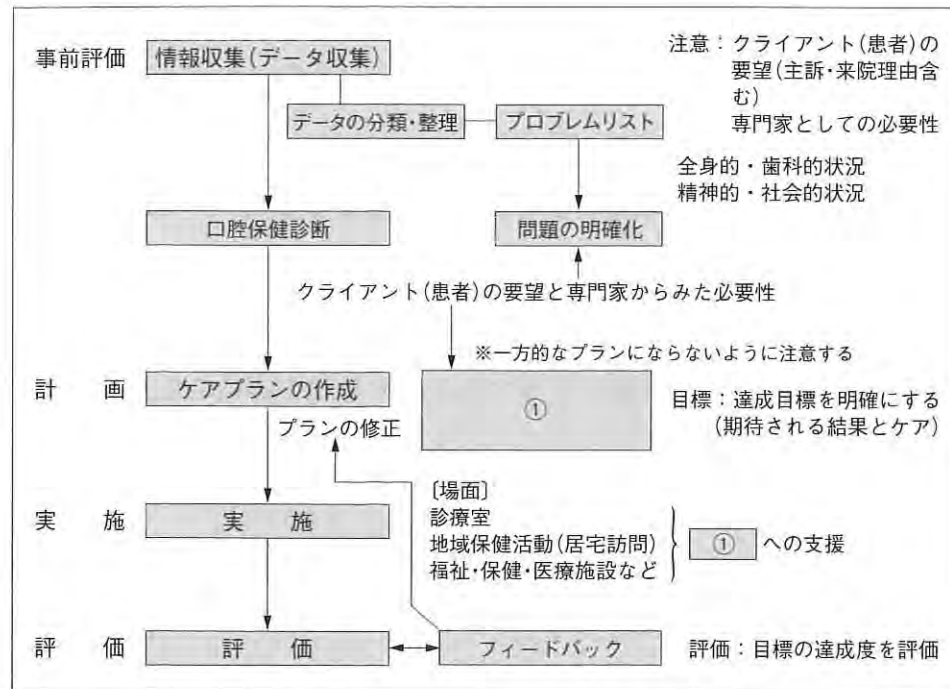 事前評価
情報収集(データ収集)
注意：クライアント(患者)の
要望(主訴・来院理由含
む)
専門家としての必要性
データの分類・整理
プロブレムリスト
全身的・歯科的状況
精神的・社会的状況
口腔保健診断
問題の明確化
クライアント(患者)の要望と専門家からみた必要性
※一方的なプランにならないように注意する
計　画
ケアプランの作成
①
目標：達成目標を明確にする
(期待される結果とケア)
プランの修正
〔場面〕
診療室
地域保健活動(居宅訪問)
福祉・保健・医療施設など
① への支援
実　施
実　施
評　価
評　価
フィードバック
評価：目標の達成度を評価